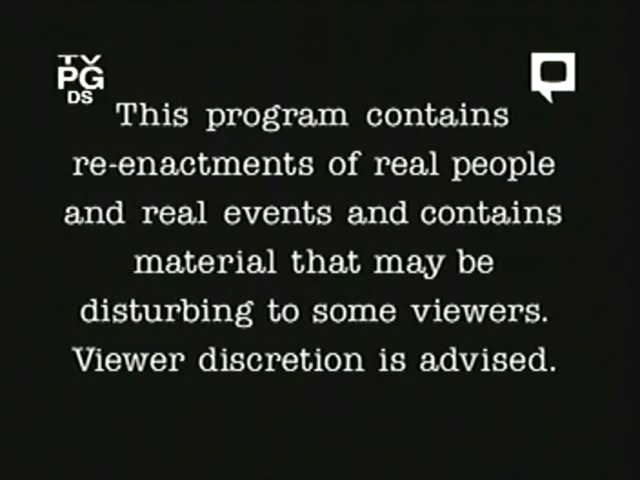 TV
PG
DS
This program contains
re-enactments of real people
and real events and contains
material that may be
disturbing to some viewers.
Viewer discretion is advised.